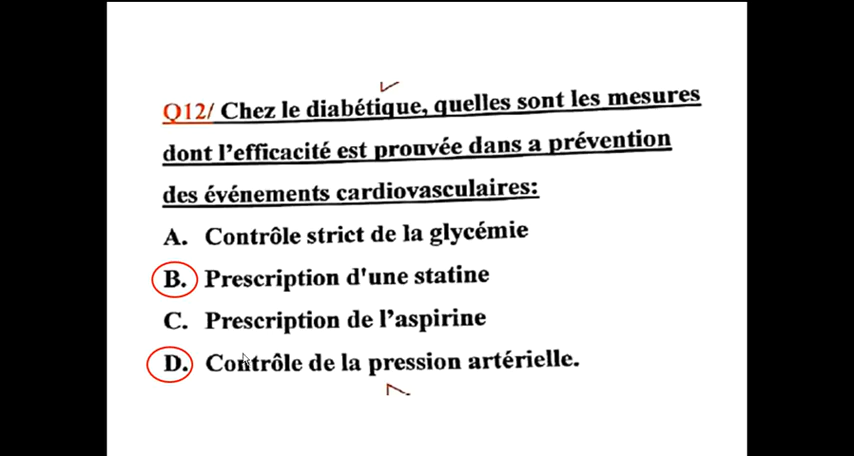 Q12/ Chez le diabétique, quelles sont les mesures
dont l’efficacité est prouvée dans a prévention
des événements cardiovasculaires:
A. Contrôle strict de la glycémie
B. Prescription d'une statine
C. Prescription de l’aspirine
D. Contrôle de la pression artérielle.